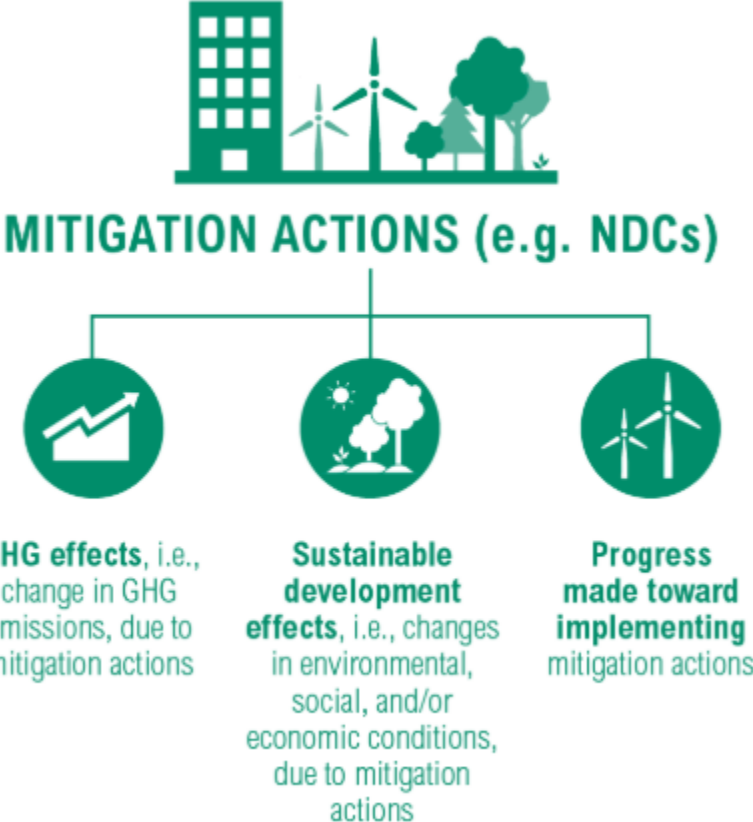 MITIGATION ACTIONS (e.g. NDCs)
HG effects, i.e.,
change in GHG
missions, due to
mitigation actions
Sustainable
development
effects, i.e., changes
in environmental,
social, and/or
economic conditions,
due to mitigation
actions
Progress
made toward
implementing
mitigation actions